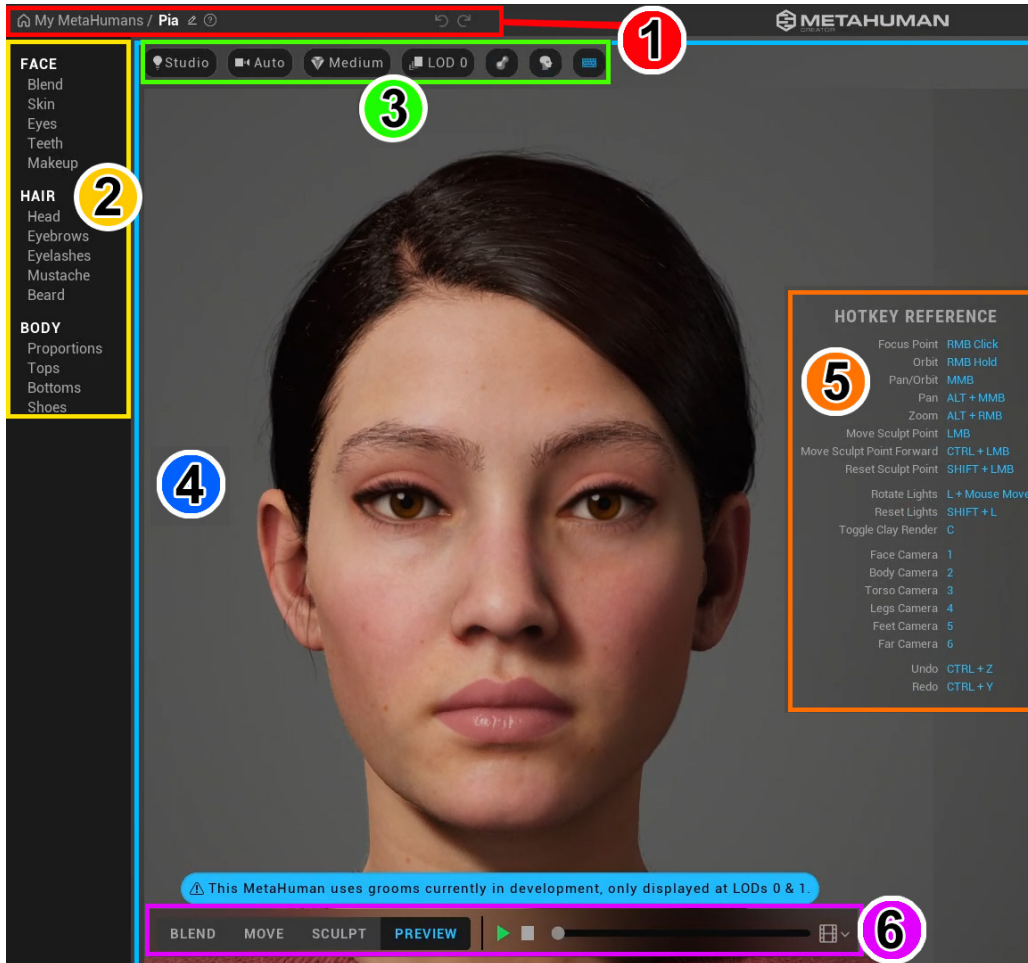 My MetaHumans / Pia
METAHUMAN
CREATOR
1
FACE
Blend
Skin
Eyes
Teeth
Makeup
HAIR
Head
Eyebrows
Eyelashes
Mustache
Beard
BODY
Proportions
Tops
Bottoms
Shoes
2
Studio Auto Medium LOD 0
3
4
HOTKEY REFERENCE
Focus Point RMB Click
Orbit RMB Hold
Pan/Orbit MMB
Pan ALT + MMB
Zoom ALT + RMB
Move Sculpt Point LMB
Move Sculpt Point Forward CTRL + LMB
Reset Sculpt Point SHIFT + LMB
Rotate Lights L + Mouse Move
Reset Lights SHIFT + L
Toggle Clay Render C
Face Camera 1
Body Camera 2
Torso Camera 3
Legs Camera 4
Feet Camera 5
Far Camera 6
Undo CTRL + Z
Redo CTRL + Y
5
This MetaHuman uses grooms currently in development, only displayed at LODs 0 & 1.
BLEND MOVE SCULPT PREVIEW
6